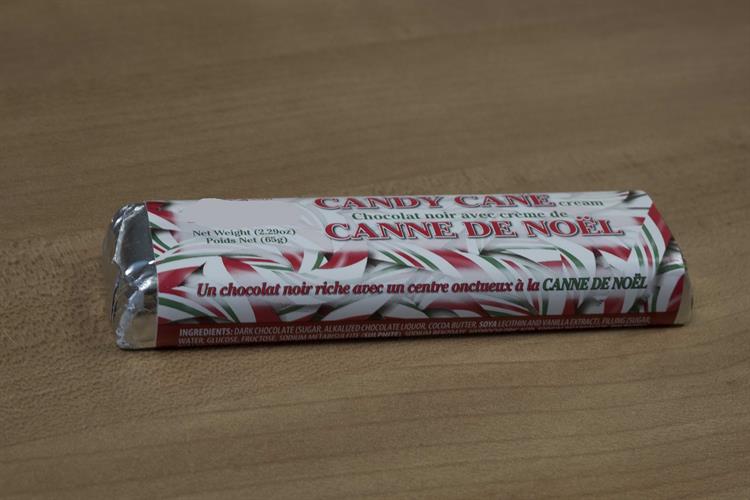 CANDY CANE cream
Chocolat noir avec crème de
CANNE DE NOËL
Net Weight (2.29oz)
Poids Net (65g)
Un chocolat noir riche avec un centre onctueux à la CANNE DE NOËL
INGREDIENTS: DARK CHOCOLATE (SUGAR, ALKALIZED CHOCOLATE LIQUOR, COCOA BUTTER, SOYA LECITHIN AND VANILLA EXTRACT), FILLING (SUGAR,
WATER, GLUCOSE, FRUCTOSE, SODIUM METABISULFITE (SULPHITE),